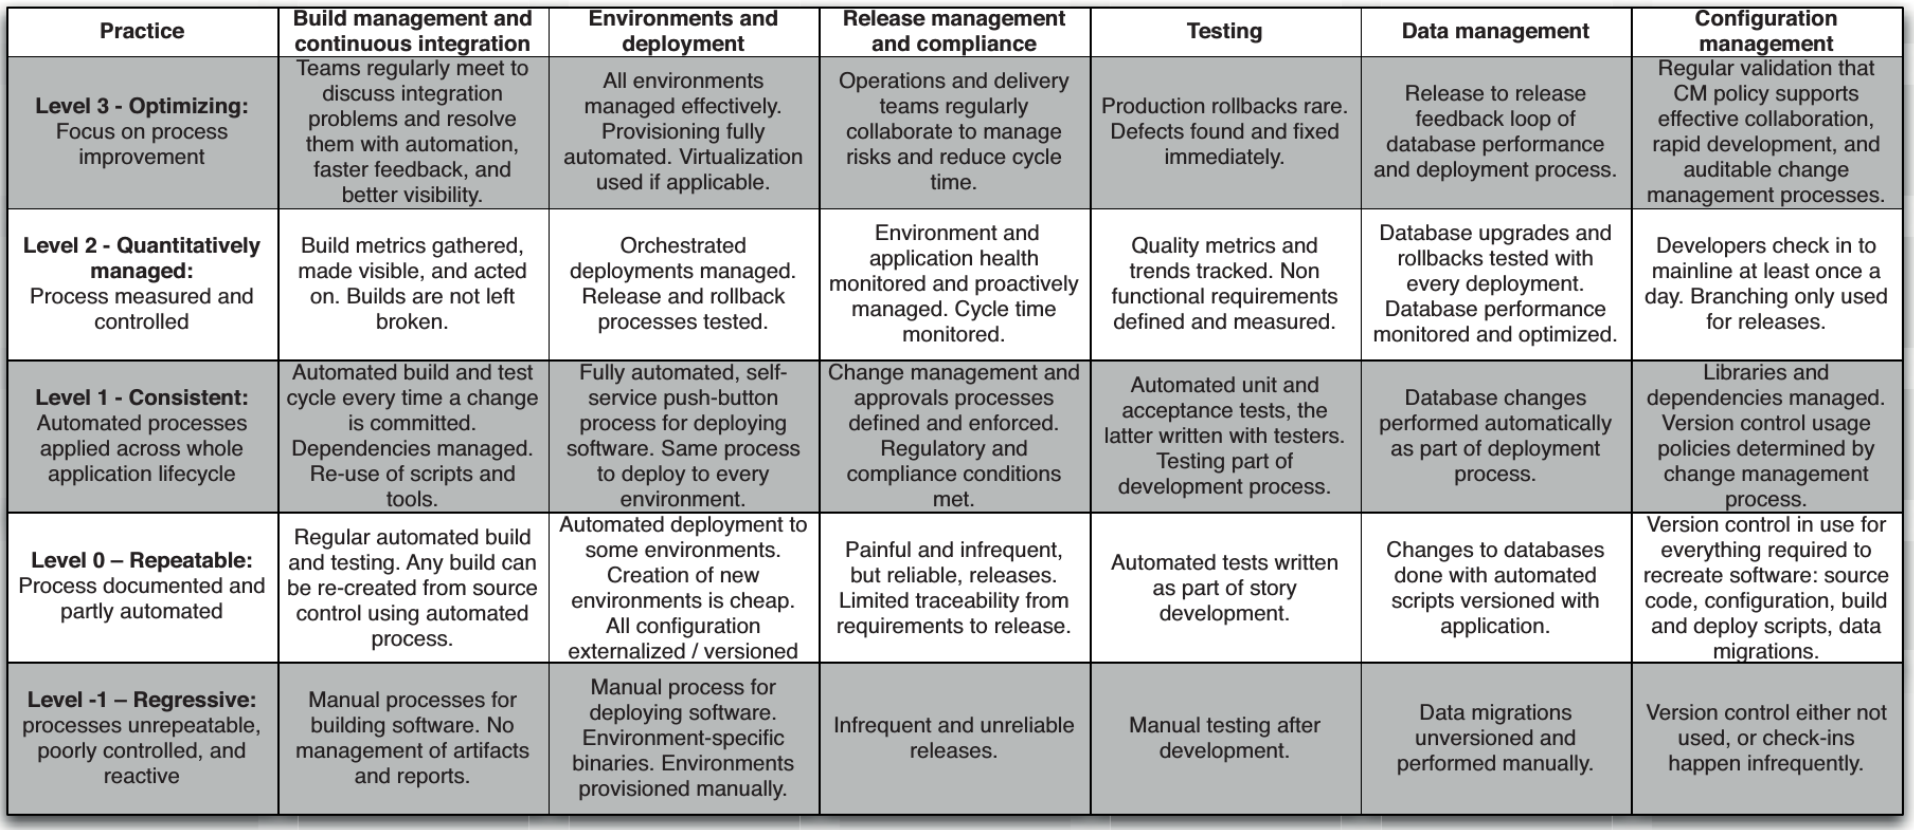 Practice
Build management and
continuous integration
Environments and
deployment
Release management
and compliance
Testing
Data management
Configuration
management
Level 3 - Optimizing:
Focus on process
improvement
Teams regularly meet to
discuss integration
problems and resolve
them with automation,
faster feedback, and
better visibility.
All environments
managed effectively.
Provisioning fully
automated. Virtualization
used if applicable.
Operations and delivery
teams regularly
collaborate to manage
risks and reduce cycle
time.
Production rollbacks rare.
Defects found and fixed
immediately.
Release to release
feedback loop of
database performance
and deployment process.
Regular validation that
CM policy supports
effective collaboration,
rapid development, and
auditable change
management processes.
Level 2 - Quantitatively
managed:
Process measured and
controlled
Build metrics gathered,
made visible, and acted
on. Builds are not left
broken.
Orchestrated
deployments managed.
Release and rollback
processes tested.
Environment and
application health
monitored and proactively
managed. Cycle time
monitored.
Quality metrics and
trends tracked. Non
functional requirements
defined and measured.
Database upgrades and
rollbacks tested with
every deployment.
Database performance
monitored and optimized.
Developers check in to
mainline at least once a
day. Branching only used
for releases.
Level 1 - Consistent:
Automated processes
applied across whole
application lifecycle
Automated build and test
cycle every time a change
is committed.
Dependencies managed.
Re-use of scripts and
tools.
Fully automated, self-
service push-button
process for deploying
software. Same process
to deploy to every
environment.
Change management and
approvals processes
defined and enforced.
Regulatory and
compliance conditions
met.
Automated unit and
acceptance tests, the
latter written with testers.
Testing part of
development process.
Database changes
performed automatically
as part of deployment
process.
Libraries and
dependencies managed.
Version control usage
policies determined by
change management
process.
Level 0 – Repeatable:
Process documented and
partly automated
Regular automated build
and testing. Any build can
be re-created from source
control using automated
process.
Automated deployment to
some environments.
Creation of new
environments is cheap.
All configuration
externalized / versioned
Painful and infrequent,
but reliable, releases.
Limited traceability from
requirements to release.
Automated tests written
as part of story
development.
Changes to databases
done with automated
scripts versioned with
application.
Version control in use for
everything required to
recreate software: source
code, configuration, build
and deploy scripts, data
migrations.
Level -1 – Regressive:
processes unrepeatable,
poorly controlled, and
reactive
Manual processes for
building software. No
management of artifacts
and reports.
Manual process for
deploying software.
Environment-specific
binaries. Environments
provisioned manually.
Infrequent and unreliable
releases.
Manual testing after
development.
Data migrations
unversioned and
performed manually.
Version control either not
used, or check-ins
happen infrequently.